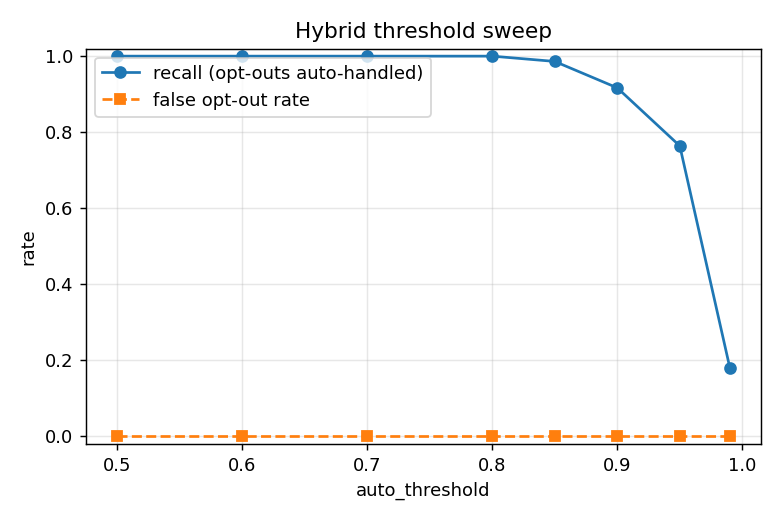 Hybrid threshold sweep
1.0
recall (opt-outs auto-handled)
false opt-out rate
0.8
0.6
rate
0.4
0.2
0.0
0.5 0.6 0.7 0.8 0.9 1.0
auto_threshold